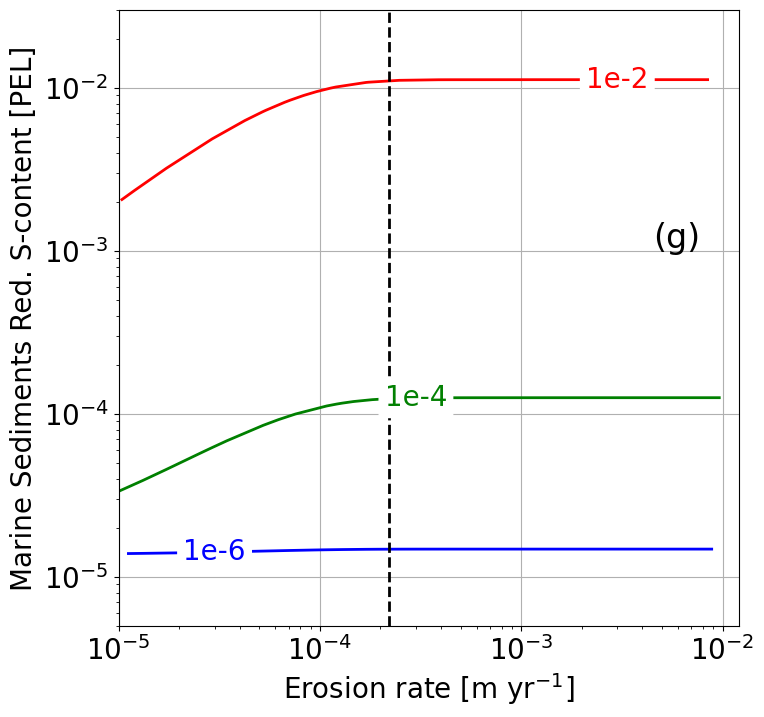 Marine Sediments Red. S-content [PEL]
10⁻²
10⁻³
10⁻⁴
10⁻⁵
1e-2
(g)
1e-4
1e-6
10⁻⁵ 10⁻⁴ 10⁻³ 10⁻²
Erosion rate [m yr⁻¹]